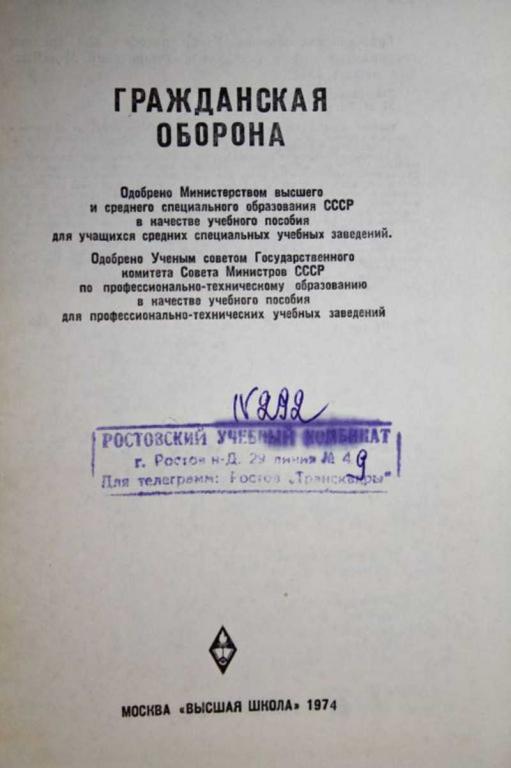 ГРАЖДАНСКАЯ
ОБОРОНА
Одобрено Министерством высшего
и среднего специального образования СССР
в качестве учебного пособия
для учащихся средних специальных учебных заведений.
Одобрено Ученым советом Государственного
комитета Совета Министров СССР
по профессионально-техническому образованию
в качестве учебного пособия
для профессионально-технических учебных заведений
№292
РОСТОВСКИЙ УЧЕБНЫЙ КОМБИНАТ
г. Ростов н-Д. 29 линия № 49
Для телеграмм: Ростов „Транскадры"
МОСКВА «ВЫСШАЯ ШКОЛА» 1974